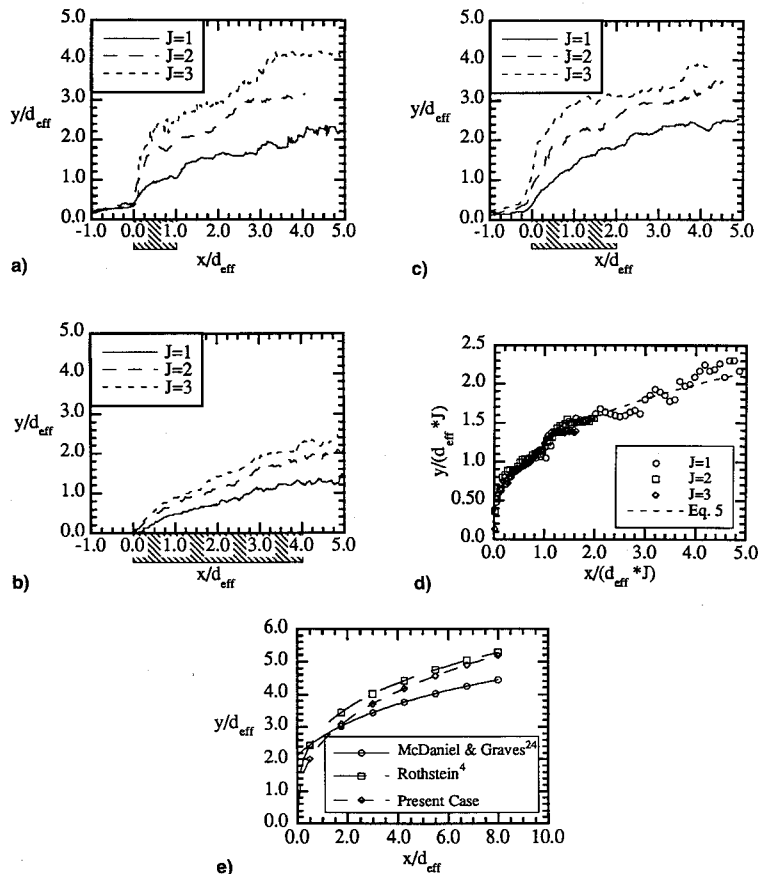 5.0
4.0
3.0
2.0
1.0
0.0
y/d_eff
J=1
J=2
J=3
-1.0 0.0 1.0 2.0 3.0 4.0 5.0
x/d_eff
a)
5.0
4.0
3.0
2.0
1.0
0.0
y/d_eff
J=1
J=2
J=3
-1.0 0.0 1.0 2.0 3.0 4.0 5.0
x/d_eff
c)
5.0
4.0
3.0
2.0
1.0
0.0
y/d_eff
J=1
J=2
J=3
-1.0 0.0 1.0 2.0 3.0 4.0 5.0
x/d_eff
b)
2.5
2.0
1.5
1.0
0.50
0.0
y/(d_eff *J)
J=1
J=2
J=3
Eq. 5
0.0 1.0 2.0 3.0 4.0 5.0
x/(d_eff *J)
d)
6.0
5.0
4.0
3.0
2.0
1.0
0.0
y/d_eff
McDaniel & Graves^24
Rothstein^4
Present Case
0.0 2.0 4.0 6.0 8.0 10.0
x/d_eff
e)